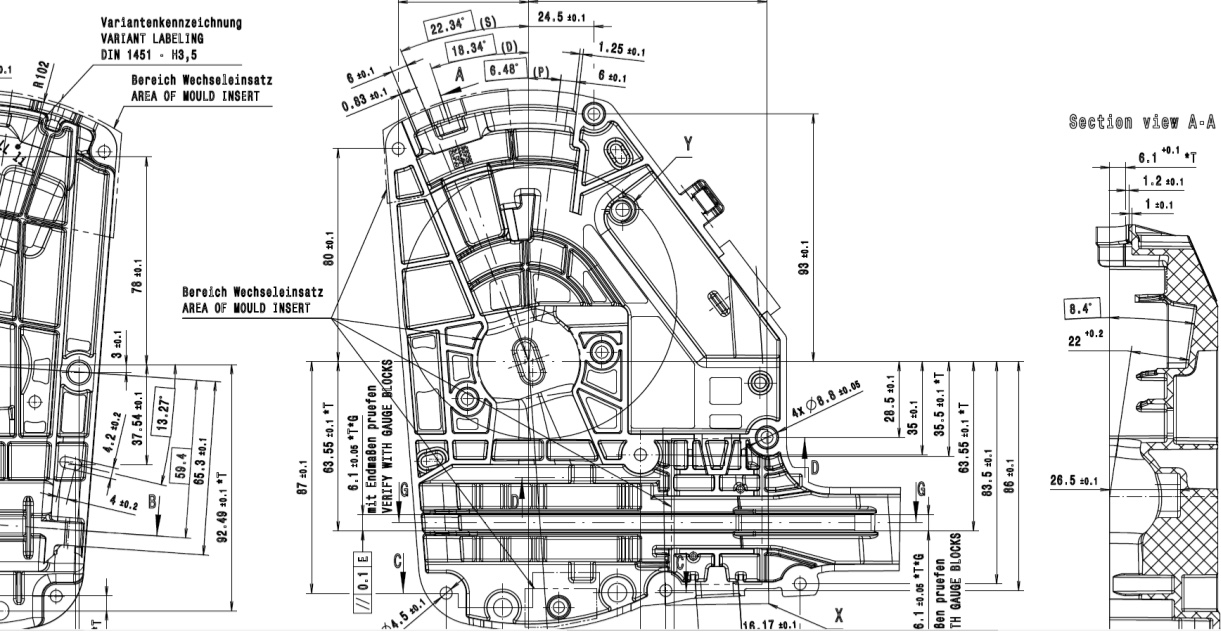 Variantenkennzeichnung
VARIANT LABELING
DIN 1451 - H3,5
Bereich Wechseleinsatz
AREA OF MOULD INSERT
R102
78 ±0.1
3 ±0.1
37.54 ±0.1
4.2 ±0.2
13.27°
59.4
65.3 ±0.1
92.49 ±0.1 *T
4 ±0.2
B
*T
22.34° (S)
24.5 ±0.1
18.34° (D)
1.25 ±0.1
6.48° (P)
6 ±0.1
6 ±0.1
0.83 ±0.1
A
Y
80 ±0.1
93 ±0.1
Bereich Wechseleinsatz
AREA OF MOULD INSERT
87 ±0.1
63.55 ±0.1 *T
6.1 ±0.05 *T*G
mit Endmaßen pruefen
VERIFY WITH GAUGE BLOCKS
4x Ø8.8 ±0.05
28.5 ±0.1
35 ±0.1
35.5 ±0.1 *T
63.55 ±0.1 *T
83.5 ±0.1
86 ±0.1
D
D
G
G
C
C
// 0.1 E
Ø4.5 ±0.1
16.17 ±0.1
X
6.1 ±0.05 *T*G
ßen pruefen
TH GAUGE BLOCKS
Section view A-A
6.1 +0.1 *T
1.2 ±0.1
1 ±0.1
8.4°
22 +0.2
26.5 ±0.1